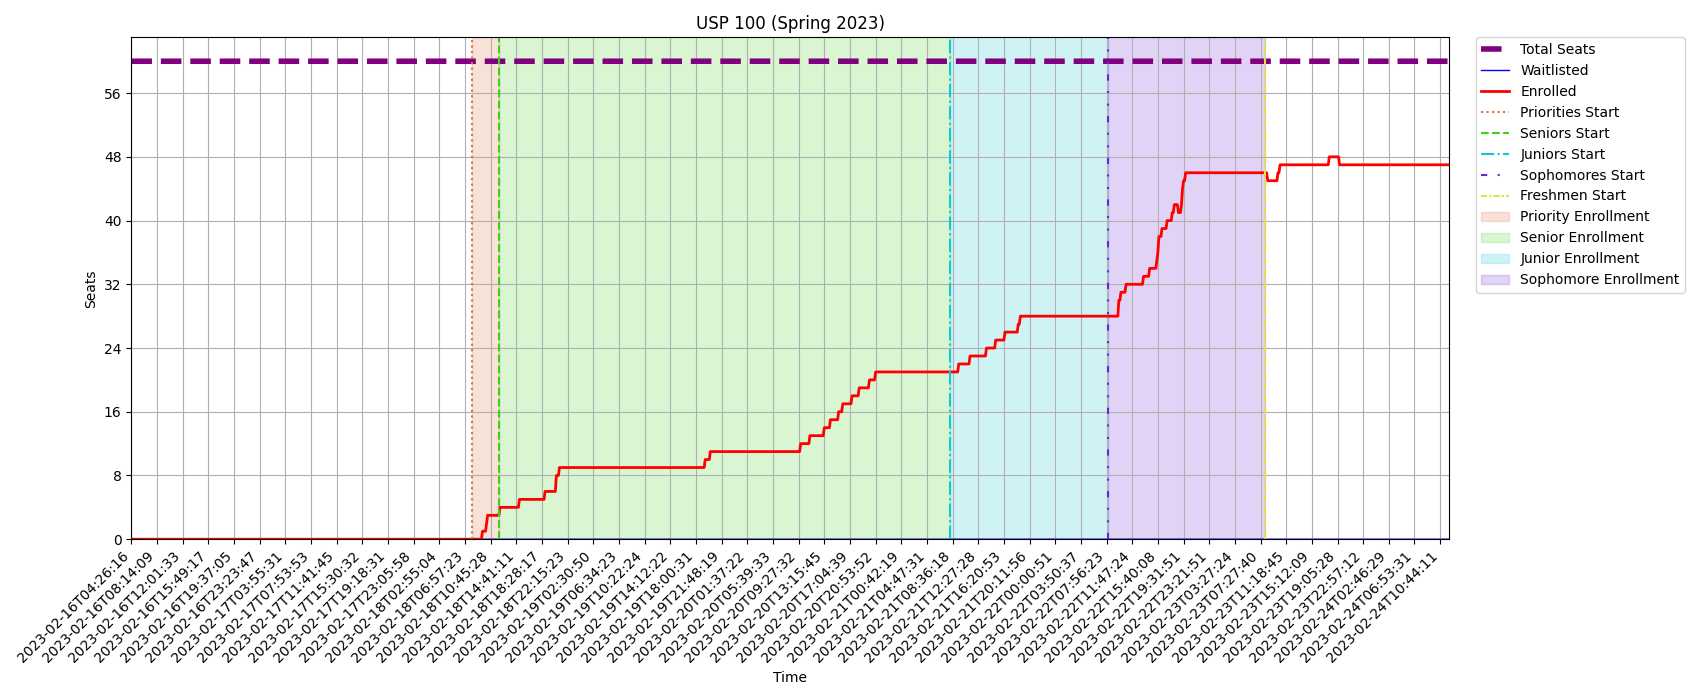 USP 100 (Spring 2023)
Seats
56
48
40
32
24
16
8
0
2023-02-16T04:26:16
2023-02-16T08:14:09
2023-02-16T12:01:33
2023-02-16T15:49:17
2023-02-16T19:37:05
2023-02-16T23:23:47
2023-02-17T03:55:31
2023-02-17T07:53:53
2023-02-17T11:41:45
2023-02-17T15:30:32
2023-02-17T19:18:31
2023-02-17T23:05:58
2023-02-18T02:55:04
2023-02-18T06:57:23
2023-02-18T10:45:28
2023-02-18T14:41:11
2023-02-18T18:28:17
2023-02-18T22:15:23
2023-02-19T02:30:50
2023-02-19T06:34:23
2023-02-19T10:22:24
2023-02-19T14:12:22
2023-02-19T18:00:31
2023-02-19T21:48:19
2023-02-20T01:37:22
2023-02-20T05:39:33
2023-02-20T09:27:32
2023-02-20T13:15:45
2023-02-20T17:04:39
2023-02-20T20:53:52
2023-02-21T00:42:19
2023-02-21T04:47:31
2023-02-21T08:36:18
2023-02-21T12:27:28
2023-02-21T16:20:53
2023-02-21T20:11:56
2023-02-22T00:00:51
2023-02-22T03:50:37
2023-02-22T07:56:23
2023-02-22T11:47:24
2023-02-22T15:40:08
2023-02-22T19:31:51
2023-02-22T23:21:51
2023-02-23T03:27:24
2023-02-23T07:27:40
2023-02-23T11:18:45
2023-02-23T15:12:09
2023-02-23T19:05:28
2023-02-23T22:57:12
2023-02-24T02:46:29
2023-02-24T06:53:31
2023-02-24T10:44:11
Time
Total Seats
Waitlisted
Enrolled
Priorities Start
Seniors Start
Juniors Start
Sophomores Start
Freshmen Start
Priority Enrollment
Senior Enrollment
Junior Enrollment
Sophomore Enrollment